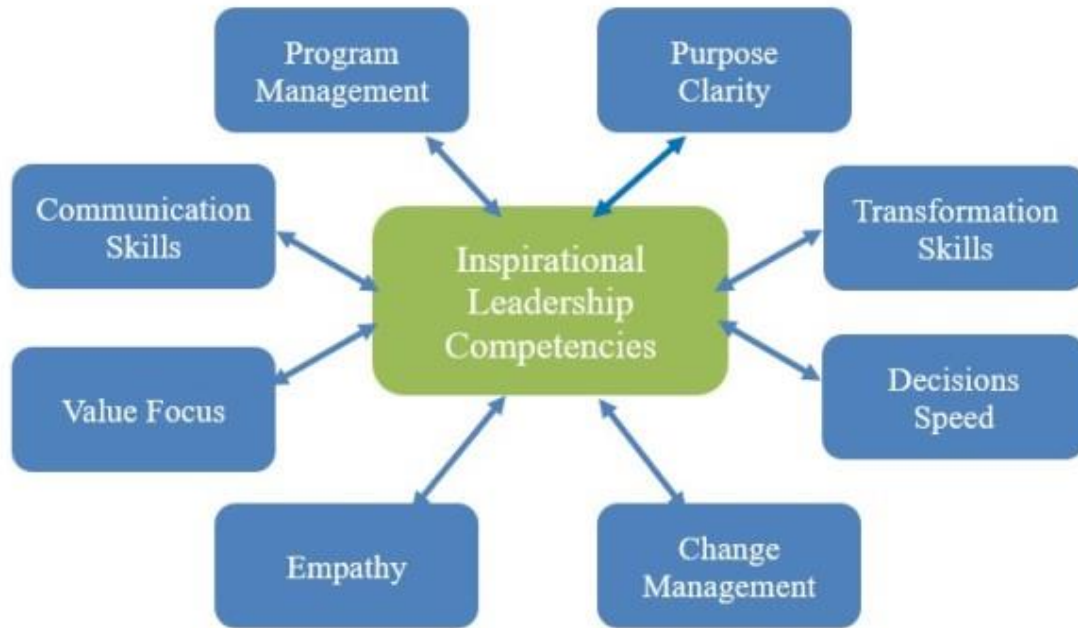 Program
Management
Purpose
Clarity
Communication
Skills
Inspirational
Leadership
Competencies
Transformation
Skills
Value Focus
Decisions
Speed
Empathy
Change
Management